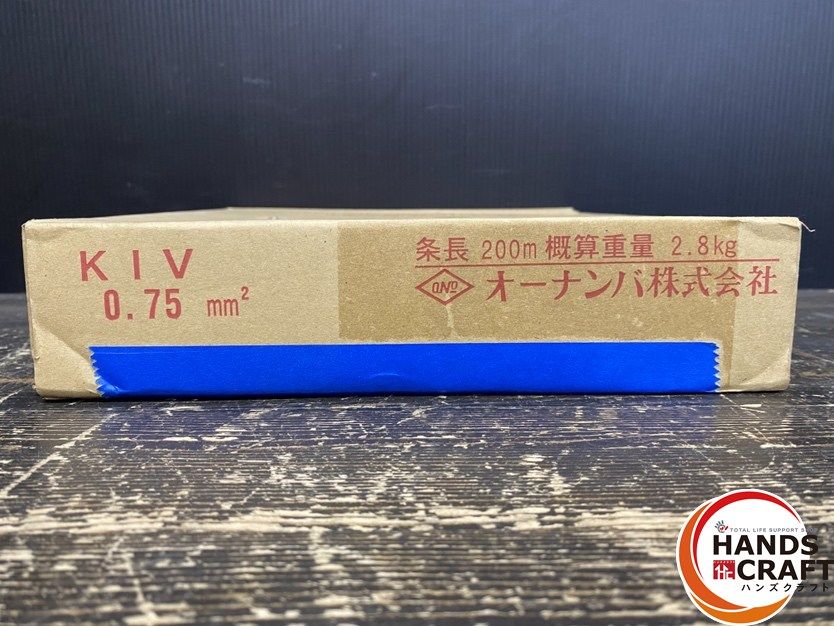 KIV
0.75 mm²
条長 200m 概算重量 2.8kg
ONO オーナンバ株式会社
TOTAL LIFE SUPPORT
HANDS
CRAFT
ハンズクラフト